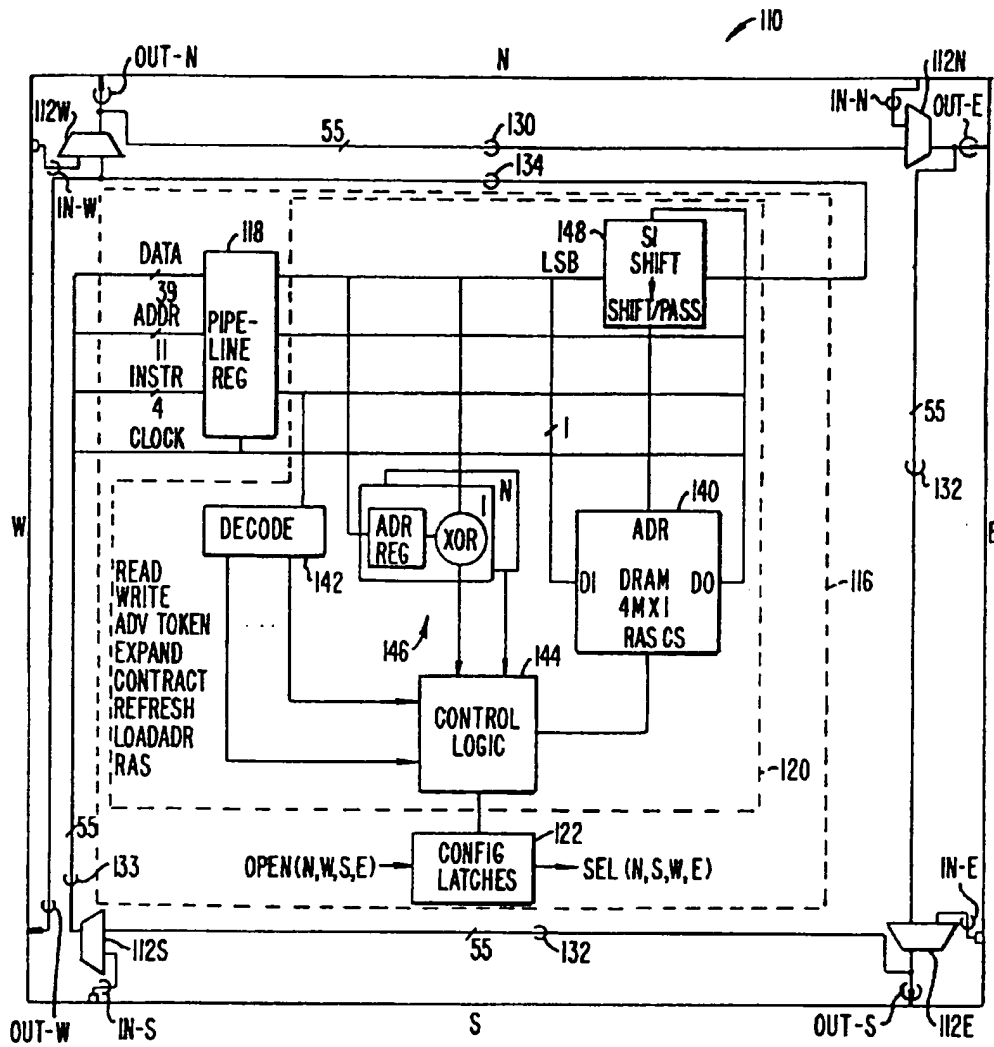 110
OUT-N
N
112N
112W
IN-N
OUT-E
55
130
134
IN-W
118
148
SI
SHIFT
SHIFT/PASS
LSB
DATA
39
ADDR
11
INSTR
4
CLOCK
PIPE-
LINE
REG
1
55
132
W
E
N
1
ADR
REG
XOR
140
ADR
DI
DRAM
DO
4MX1
RAS CS
116
DECODE
142
146
144
READ
WRITE
ADV TOKEN
EXPAND
CONTRACT
REFRESH
LOADADR
RAS
...
CONTROL
LOGIC
120
55
133
122
OPEN(N,W,S,E)
CONFIG
LATCHES
SEL (N,S,W,E)
IN-E
112S
55
132
OUT-W
IN-S
S
OUT-S
112E